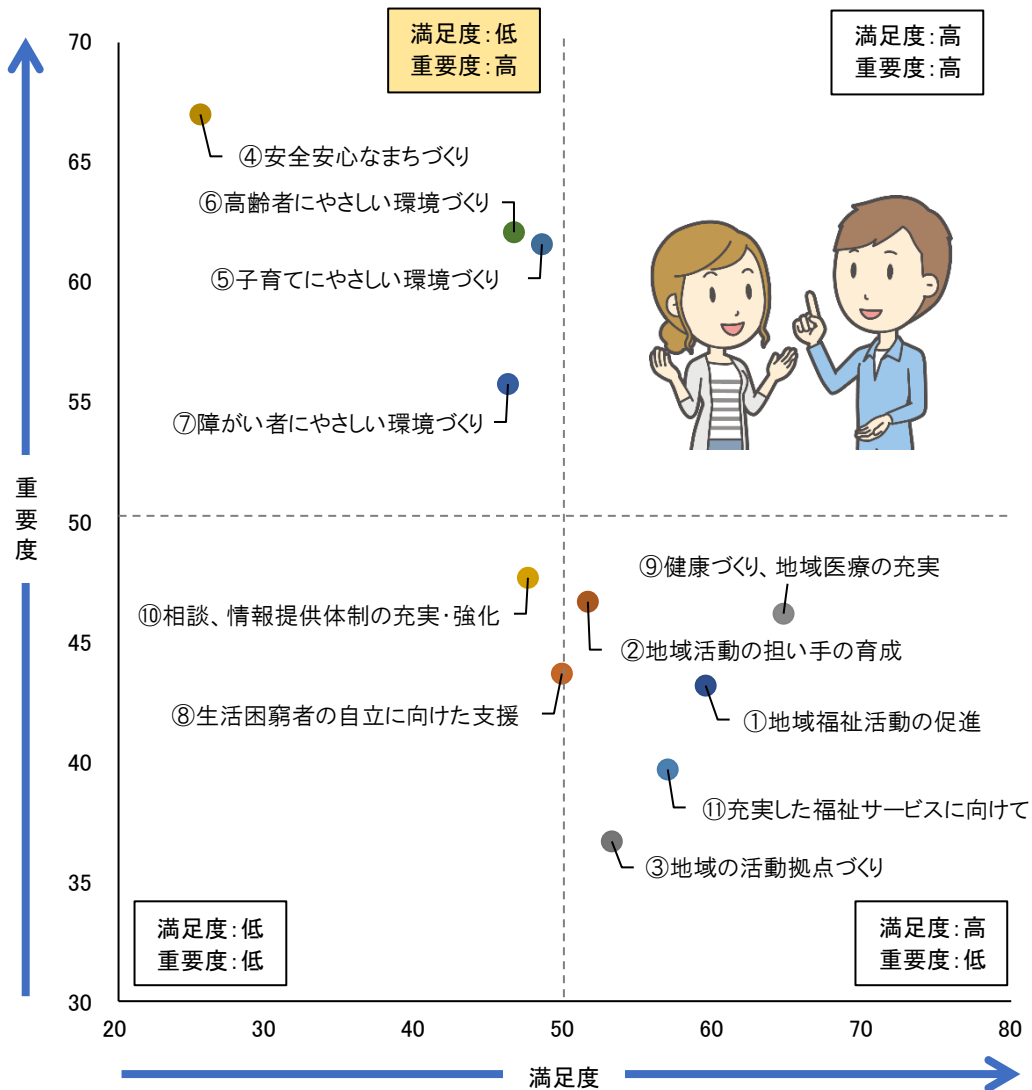 満足度：低
重要度：高
満足度：高
重要度：高
70
65
60
55
50
45
40
35
30
④安全安心なまちづくり
⑥高齢者にやさしい環境づくり
⑤子育てにやさしい環境づくり
⑦障がい者にやさしい環境づくり
重要度
⑨健康づくり、地域医療の充実
⑩相談、情報提供体制の充実・強化
②地域活動の担い手の育成
⑧生活困窮者の自立に向けた支援
①地域福祉活動の促進
⑪充実した福祉サービスに向けて
③地域の活動拠点づくり
満足度：低
重要度：低
満足度：高
重要度：低
20 30 40 50 60 70 80
満足度